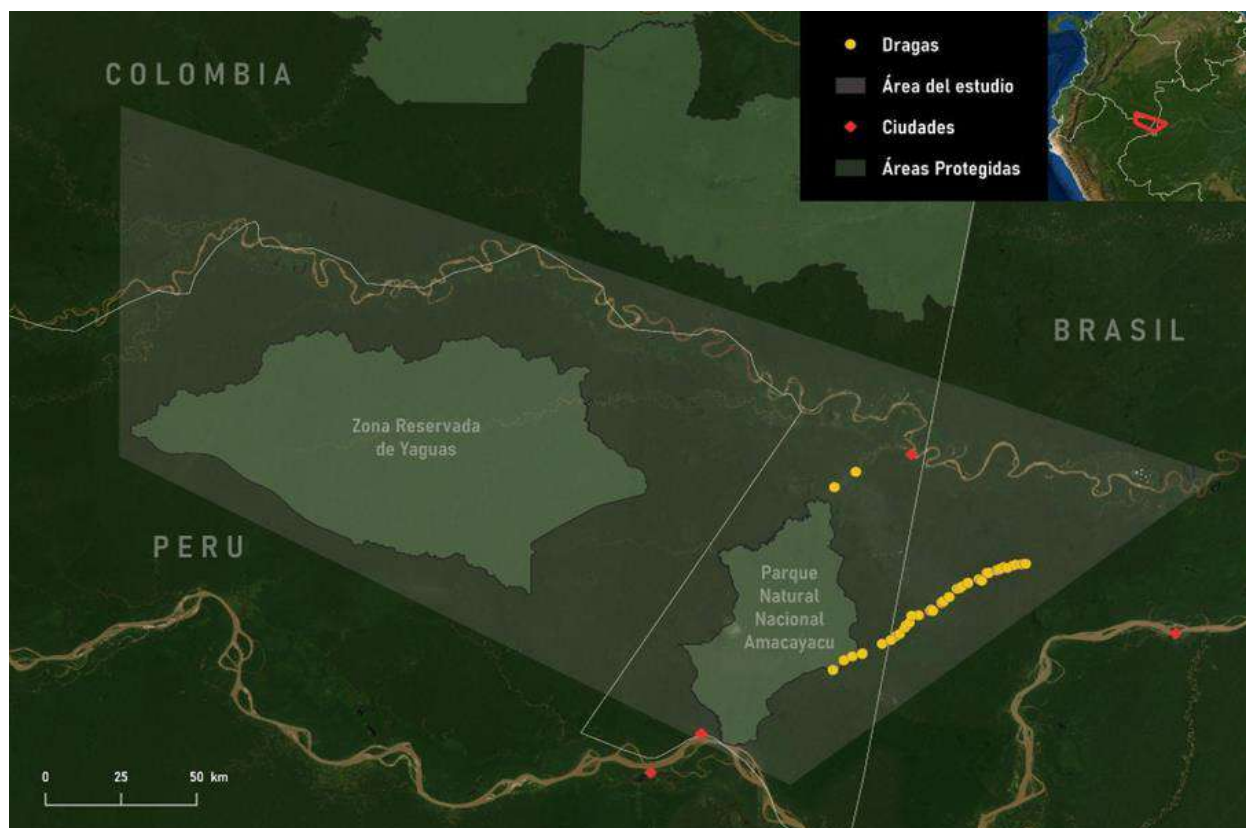 COLOMBIA
Dragas
Área del estudio
Ciudades
Áreas Protegidas
BRASIL
Zona Reservada
de Yaguas
PERU
Parque
Natural
Nacional
Amacayacu
0 25 50 km